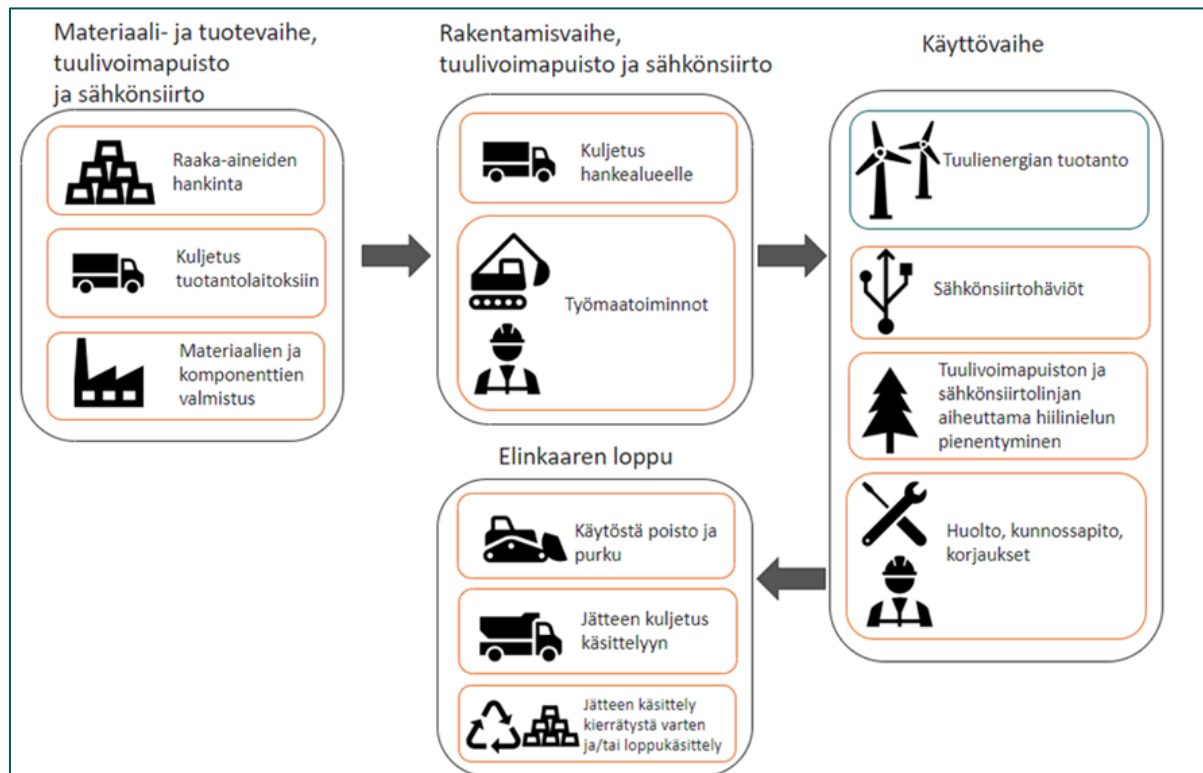 Materiaali- ja tuotevaihe,
tuulivoimapuisto
ja sähkönsiirto
Raaka-aineiden
hankinta
Kuljetus
tuotantolaitoksiin
Materiaalien ja
komponenttien
valmistus
Rakentamisvaihe,
tuulivoimapuisto ja sähkönsiirto
Kuljetus
hankealueelle
Työmaatoiminnot
Käyttövaihe
Tuulienergian tuotanto
Sähkönsiirtohäviöt
Tuulivoimapuiston ja
sähkönsiirtolinjan
aiheuttama hiilinielun
pienentyminen
Huolto, kunnossapito,
korjaukset
Elinkaaren loppu
Käytöstä poisto ja
purku
Jätteen kuljetus
käsittelyyn
Jätteen käsittely
kierrätystä varten
ja/tai loppukäsittely